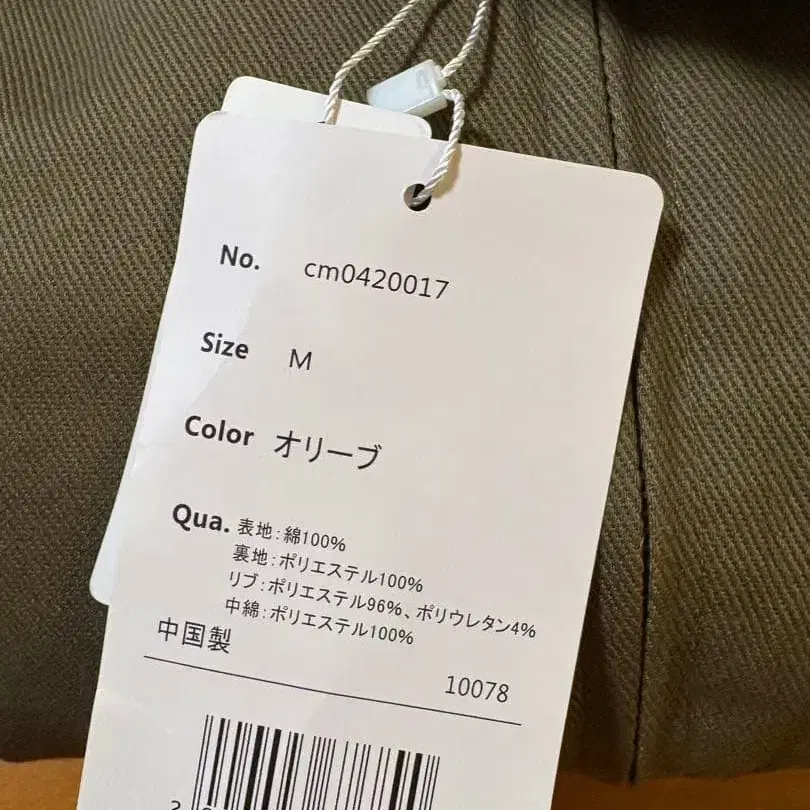 No. cm0420017
Size M
Color オリーブ
Qua. 表地:綿100%
裏地:ポリエステル100%
リブ:ポリエステル96%、ポリウレタン4%
中綿:ポリエステル100%
中国製
10078